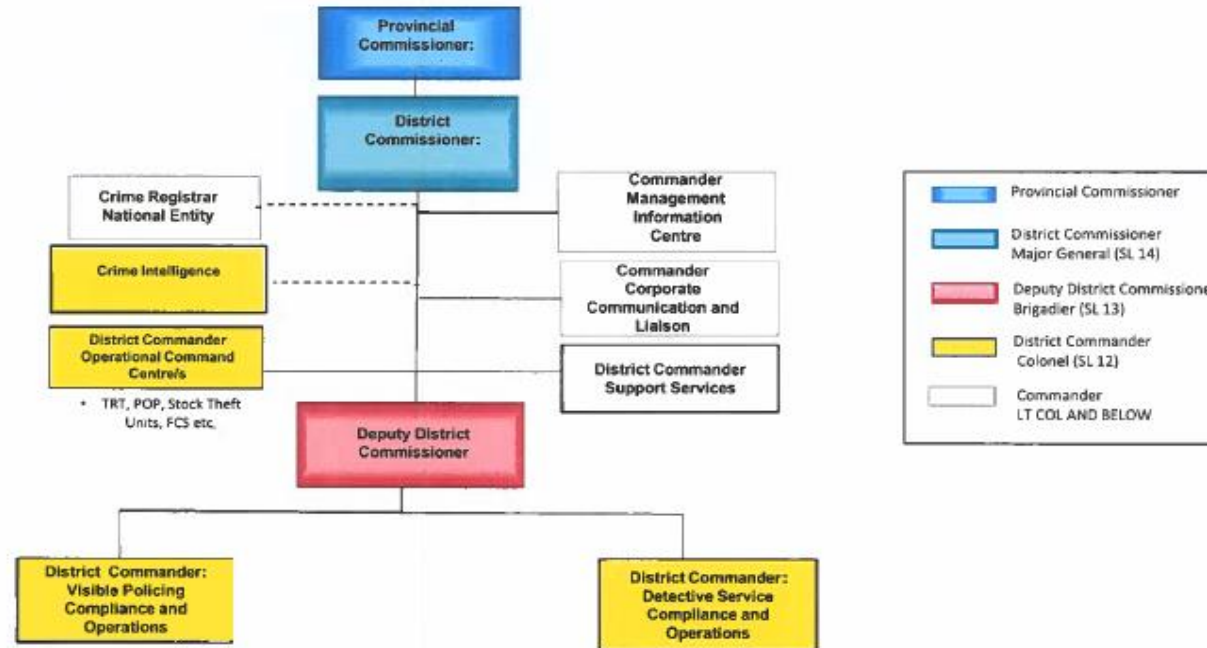 Provincial
Commissioner:
District
Commissioner:
Crime Registrar
National Entity
Commander
Management
Information
Centre
Crime Intelligence
Commander
Corporate
Communication and
Liaison
District Commander
Operational Command
Centre/s
District Commander
Support Services
• TRT, POP, Stock Theft
Units, FCS etc.
Deputy District
Commissioner
District Commander:
Visible Policing
Compliance and
Operations
District Commander:
Detective Service
Compliance and
Operations
Provincial Commissioner
District Commissioner
Major General (SL 14)
Deputy District Commissione
Brigadier (SL 13)
District Commander
Colonel (SL 12)
Commander
LT COL AND BELOW